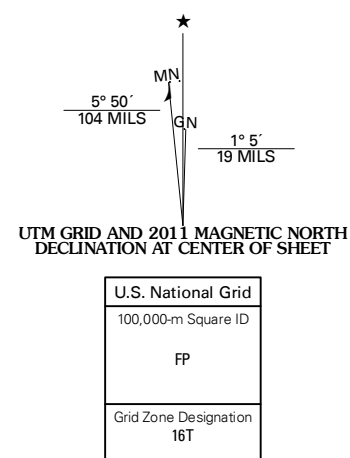 ★
MN
5° 50´
104 MILS
GN
1° 5´
19 MILS
UTM GRID AND 2011 MAGNETIC NORTH
DECLINATION AT CENTER OF SHEET
U.S. National Grid
100,000-m Square ID
FP
Grid Zone Designation
16T